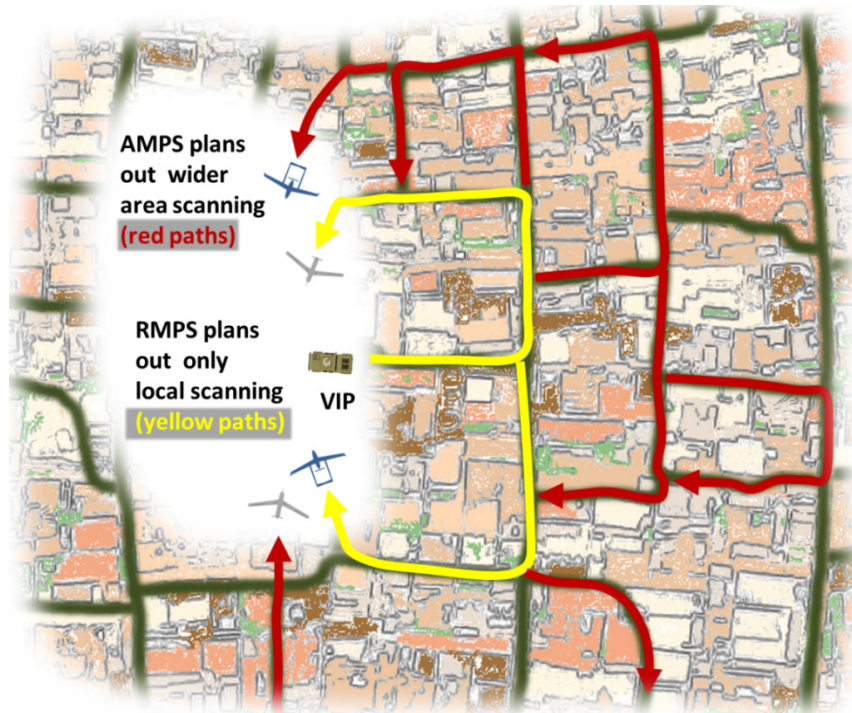 AMPS plans
out wider
area scanning
(red paths)
RMPS plans
out only
local scanning
(yellow paths)
VIP